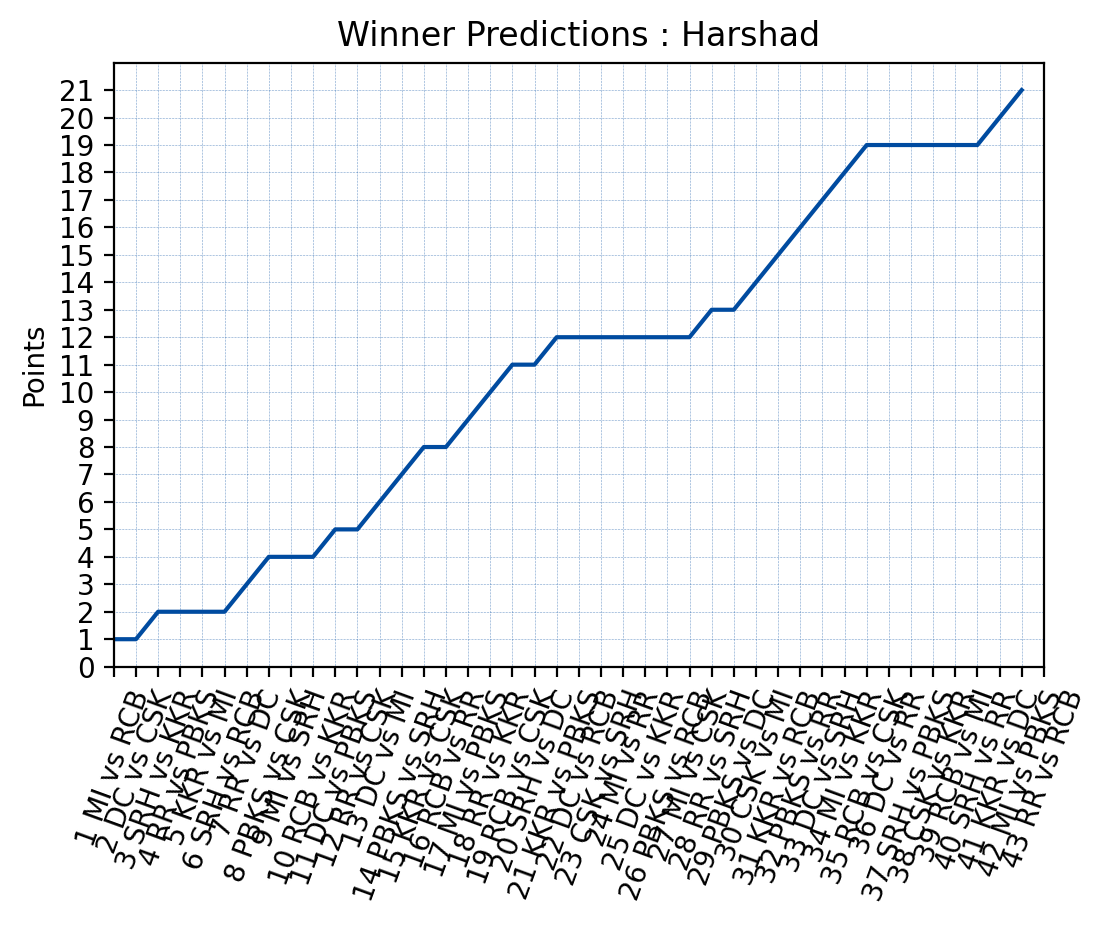 Winner Predictions : Harshad
Points
21
20
19
18
17
16
15
14
13
12
11
10
9
8
7
6
5
4
3
2
1
0
1 MI vs RCB
2 DC vs CSK
3 SRH vs KKR
4 RR vs PBKS
5 KKR vs MI
6 SRH vs RCB
7 RR vs DC
8 PBKS vs CSK
9 MI vs SRH
10 RCB vs KKR
11 DC vs PBKS
12 RR vs CSK
13 DC vs MI
14 PBKS vs SRH
15 KKR vs CSK
16 RCB vs RR
17 MI vs PBKS
18 RR vs KKR
19 RCB vs CSK
20 SRH vs DC
21 KKR vs PBKS
22 DC vs RCB
23 CSK vs SRH
24 MI vs RR
25 DC vs KKR
26 PBKS vs RCB
27 MI vs CSK
28 RR vs SRH
29 PBKS vs DC
30 CSK vs MI
31 KKR vs RCB
32 PBKS vs RR
33 DC vs SRH
34 MI vs KKR
35 RCB vs CSK
36 DC vs RR
37 SRH vs PBKS
38 CSK vs KKR
39 RCB vs MI
40 SRH vs RR
41 KKR vs DC
42 MI vs PBKS
43 RR vs RCB